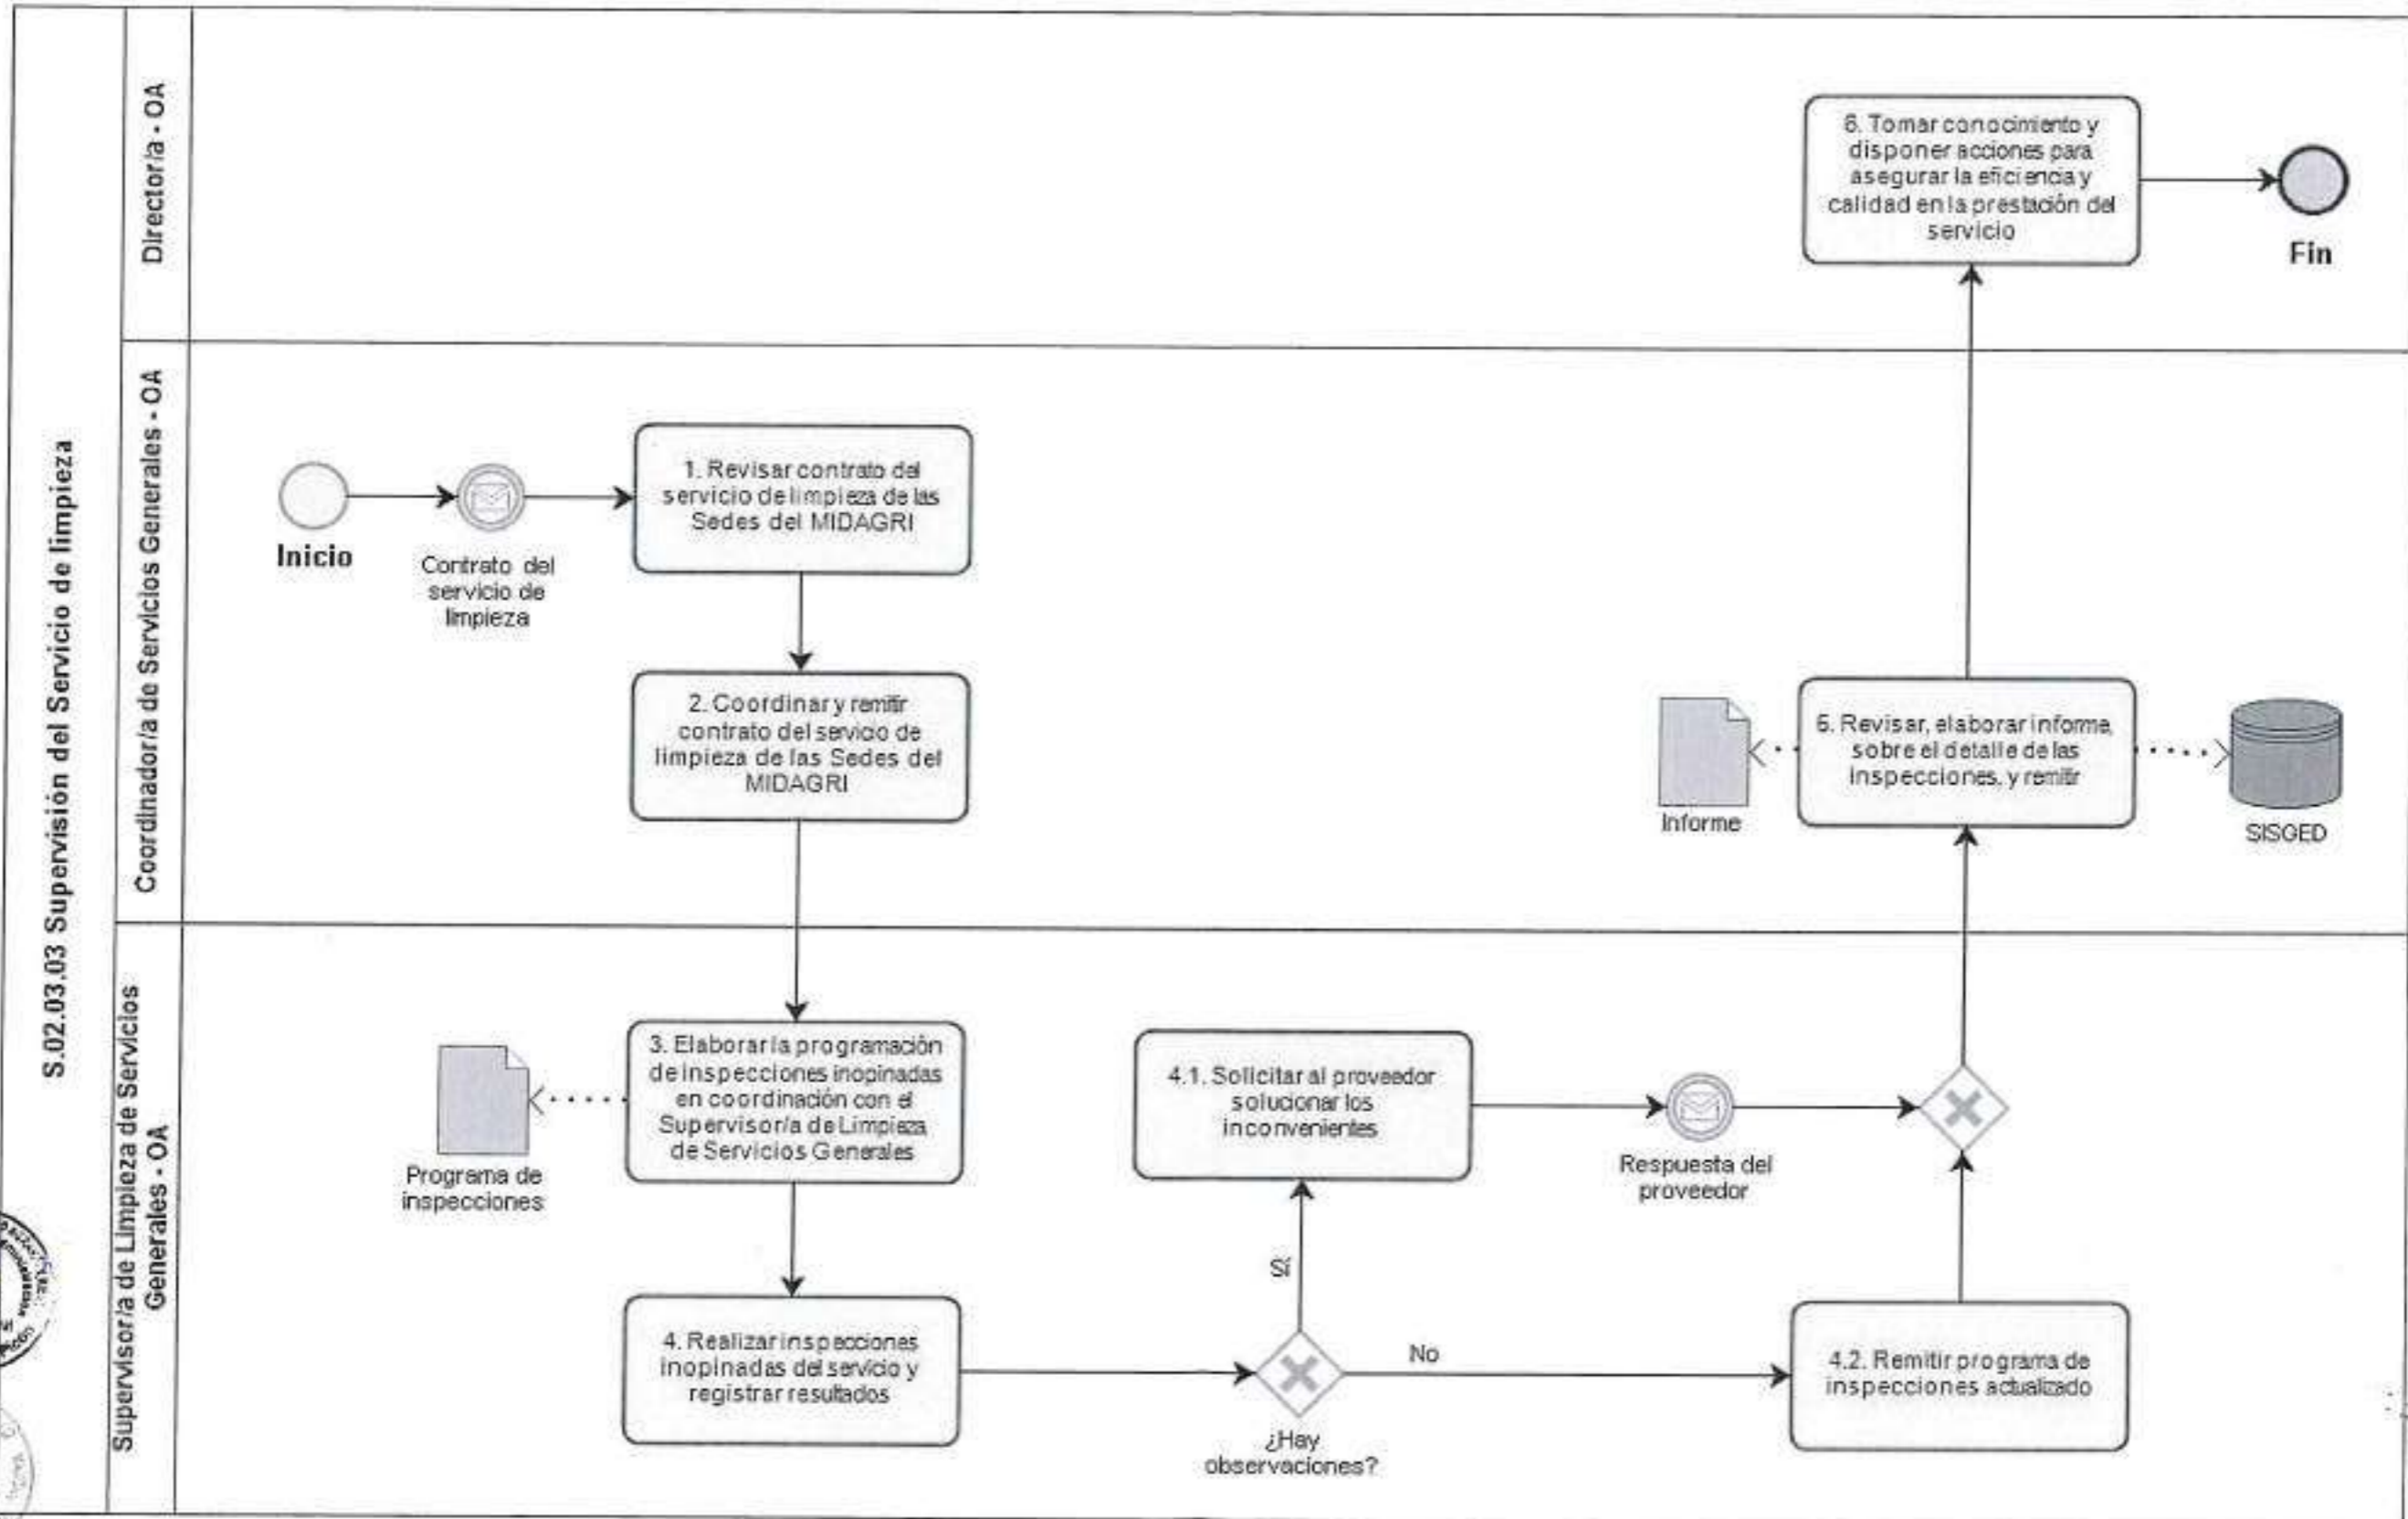 S.02.03.03 Supervisión del Servicio de limpieza
Director/a - OA
6. Tomar conocimiento y
disponer acciones para
asegurar la eficiencia y
calidad en la prestación del
servicio
Fin
Coordinador/a de Servicios Generales - OA
Inicio
Contrato del
servicio de
limpieza
1. Revisar contrato del
servicio de limpieza de las
Sedes del MIDAGRI
2. Coordinar y remitir
contrato del servicio de
limpieza de las Sedes del
MIDAGRI
Informe
5. Revisar, elaborar informe,
sobre el detalle de las
inspecciones, y remitir
SISGED
Supervisor/a de Limpieza de Servicios
Generales - OA
Programa de
inspecciones
3. Elaborar la programación
de inspecciones inopinadas
en coordinación con el
Supervisor/a de Limpieza
de Servicios Generales
4. Realizar inspecciones
inopinadas del servicio y
registrar resultados
¿Hay
observaciones?
Sí
No
4.1. Solicitar al proveedor
solucionar los
inconvenientes
Respuesta del
proveedor
4.2. Remitir programa de
inspecciones actualizado